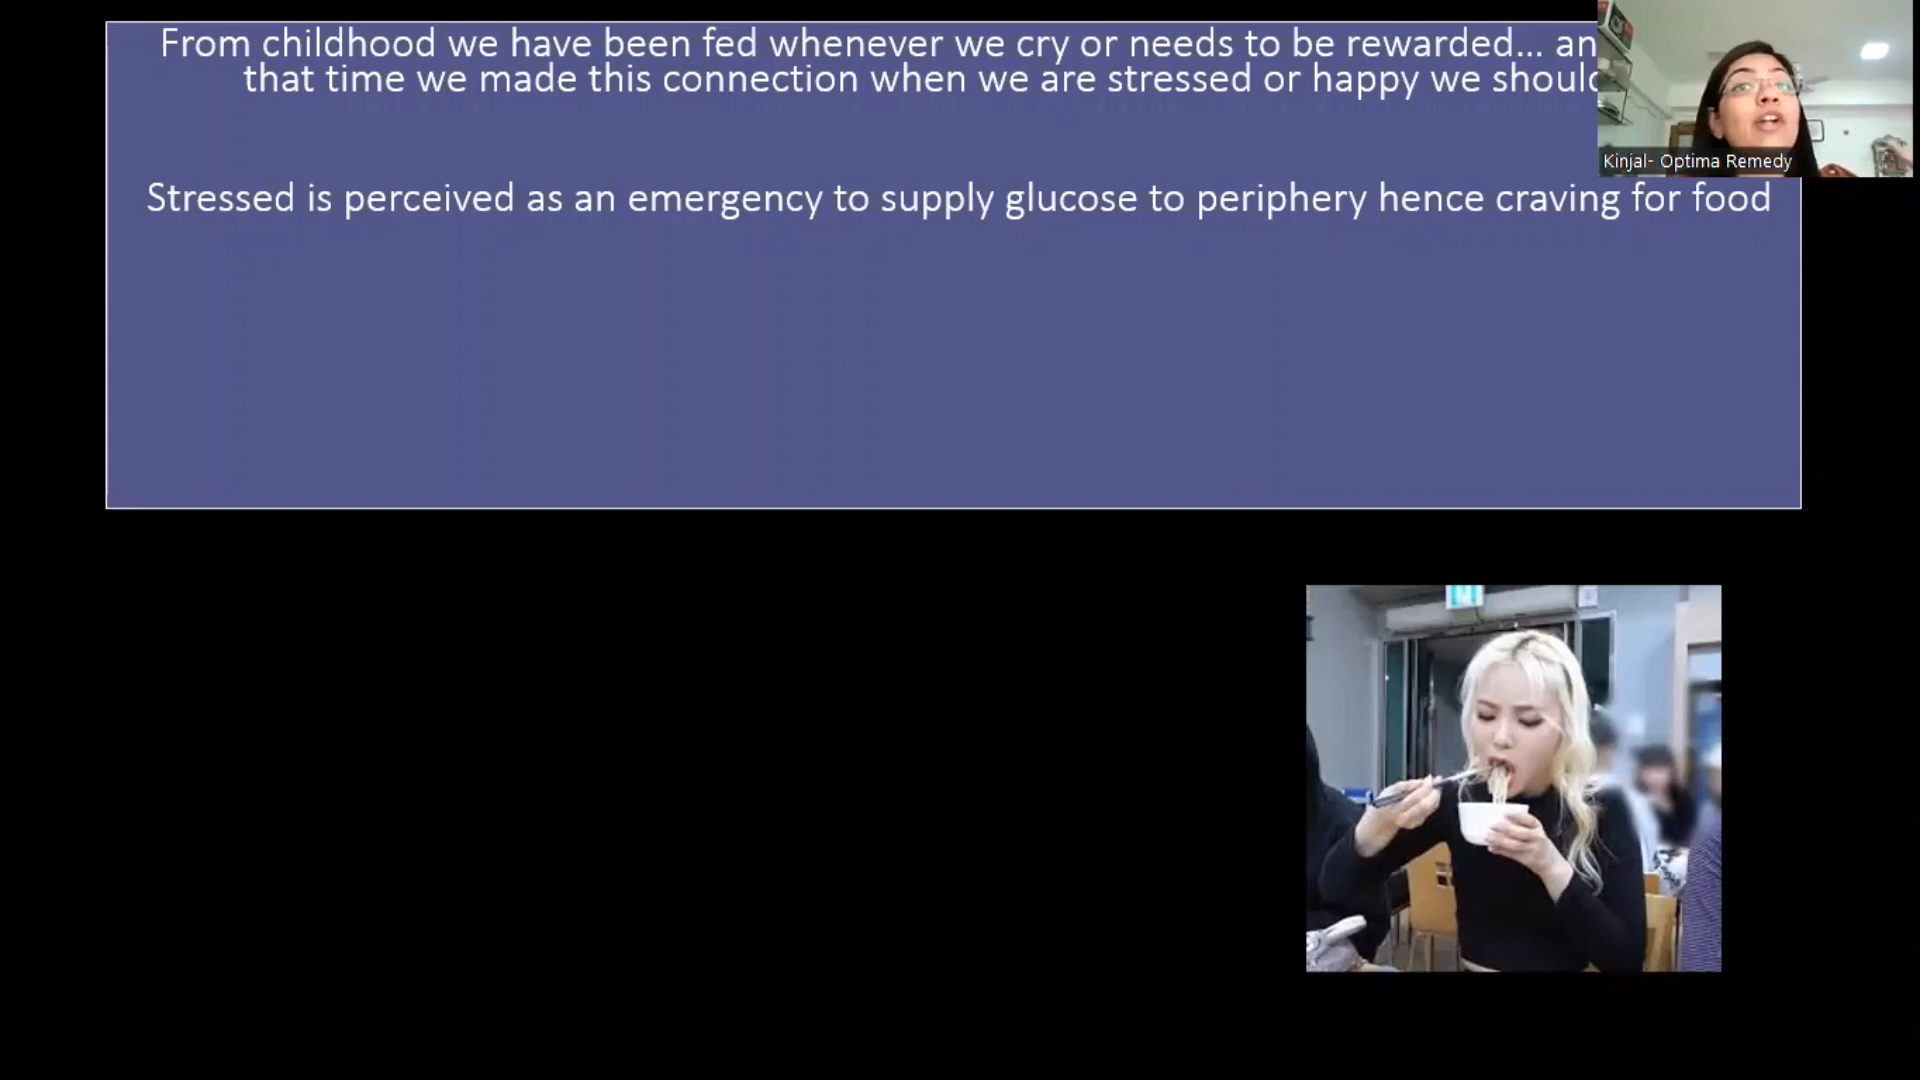 From childhood we have been fed whenever we cry or needs to be rewarded... an
that time we made this connection when we are stressed or happy we should
Kinjal- Optima Remedy
Stressed is perceived as an emergency to supply glucose to periphery hence craving for food